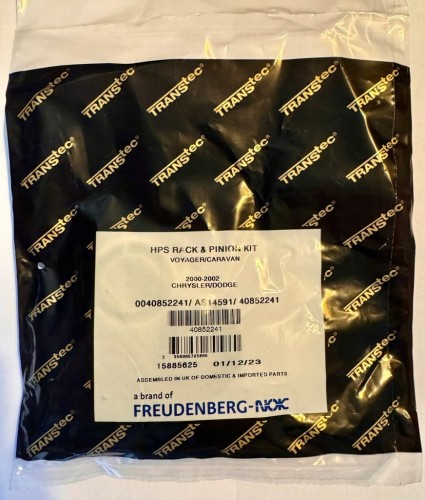 TRANStec®
HPS RACK & PINION KIT
VOYAGER/CARAVAN
2000-2002
CHRYSLER/DODGE
0040852241/ AS14591/ 40852241
40852241
15885625 01/12/23
ASSEMBLED IN UK OF DOMESTIC & IMPORTED PARTS
a brand of
FREUDENBERG-NOK